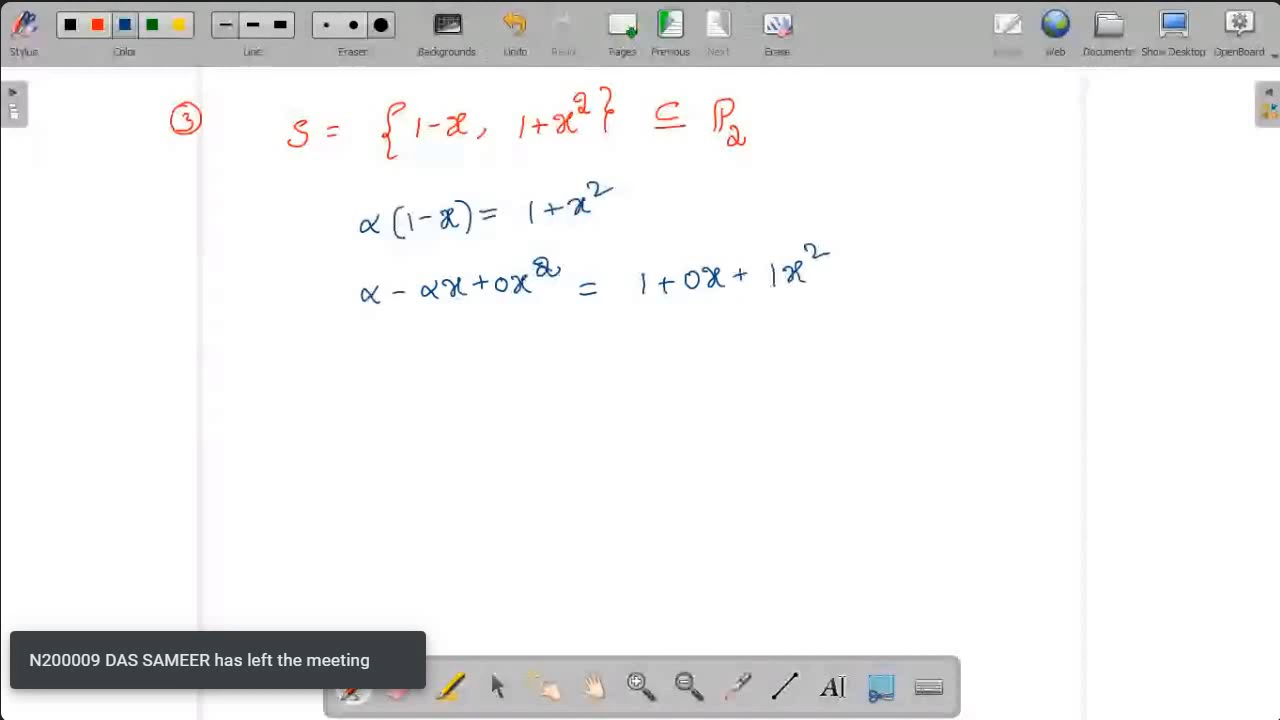 Stylus Color Line Eraser Backgrounds Undo Redo Pages Previous Next Erase Web Documents Show Desktop OpenBoard
③ S = {1-x, 1+x²} ⊆ P₂
α(1-x) = 1+x²
α - αx + 0x² = 1 + 0x + 1x²
N200009 DAS SAMEER has left the meeting
AI